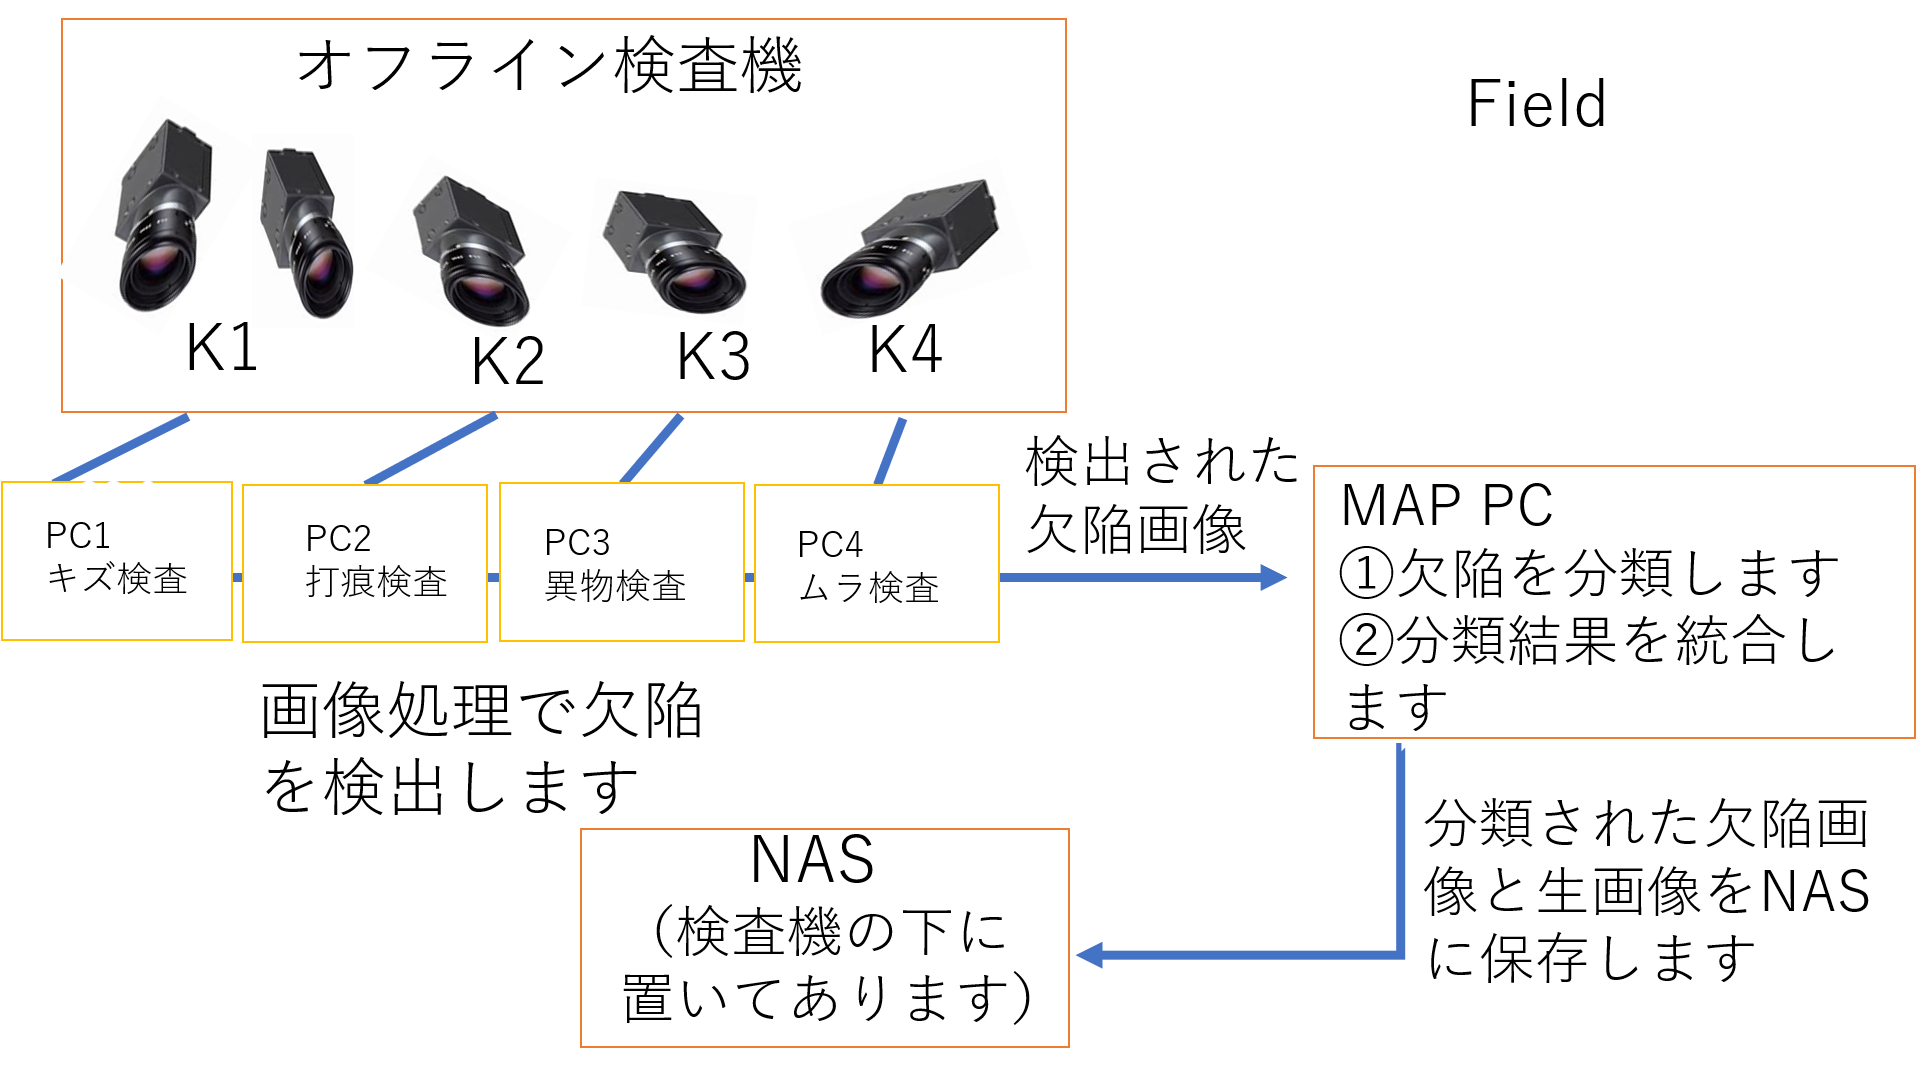 オフライン検査機
Field
K1
K2
K3
K4
検出された
欠陥画像
PC1
キズ検査
PC2
打痕検査
PC3
異物検査
PC4
ムラ検査
MAP PC
①欠陥を分類します
②分類結果を統合し
ます
画像処理で欠陥
を検出します
分類された欠陥画
像と生画像をNAS
に保存します
NAS
（検査機の下に
置いてあります）